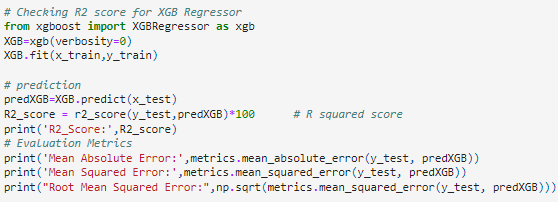 # Checking R2 score for XGB Regressor
from xgboost import XGBRegressor as xgb
XGB=xgb(verbosity=0)
XGB.fit(x_train,y_train)
# prediction
predXGB=XGB.predict(x_test)
R2_score = r2_score(y_test,predXGB)*100     # R squared score
print('R2_Score:',R2_score)
# Evaluation Metrics
print('Mean Absolute Error:',metrics.mean_absolute_error(y_test, predXGB))
print('Mean Squared Error:',metrics.mean_squared_error(y_test, predXGB))
print("Root Mean Squared Error:",np.sqrt(metrics.mean_squared_error(y_test, predXGB)))